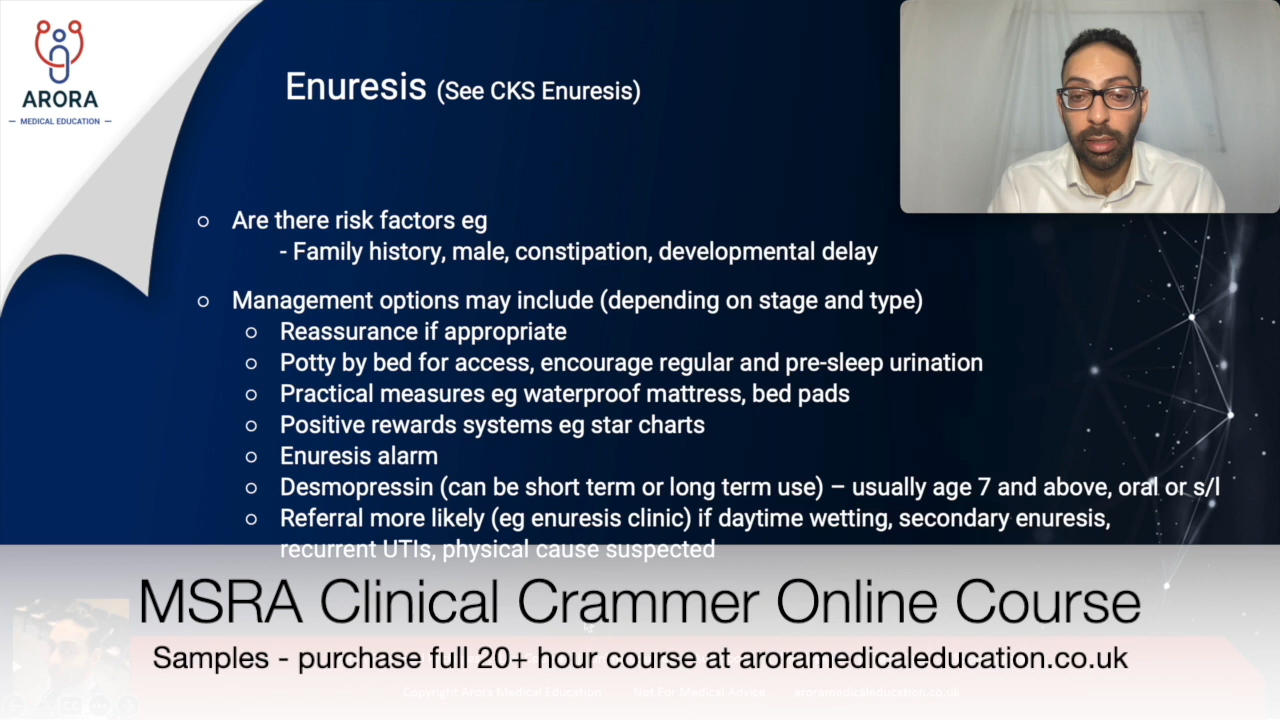 ARORA
MEDICAL EDUCATION
Enuresis (See CKS Enuresis)
Are there risk factors eg
- Family history, male, constipation, developmental delay
Management options may include (depending on stage and type)
Reassurance if appropriate
Potty by bed for access, encourage regular and pre-sleep urination
Practical measures eg waterproof mattress, bed pads
Positive rewards systems eg star charts
Enuresis alarm
Desmopressin (can be short term or long term use) – usually age 7 and above, oral or s/l
Referral more likely (eg enuresis clinic) if daytime wetting, secondary enuresis,
recurrent UTIs, physical cause suspected
MSRA Clinical Crammer Online Course
Samples - purchase full 20+ hour course at aroramedicaleducation.co.uk
Copyright Arora Medical Education Not For Medical Advice aroramedicaleducation.co.uk